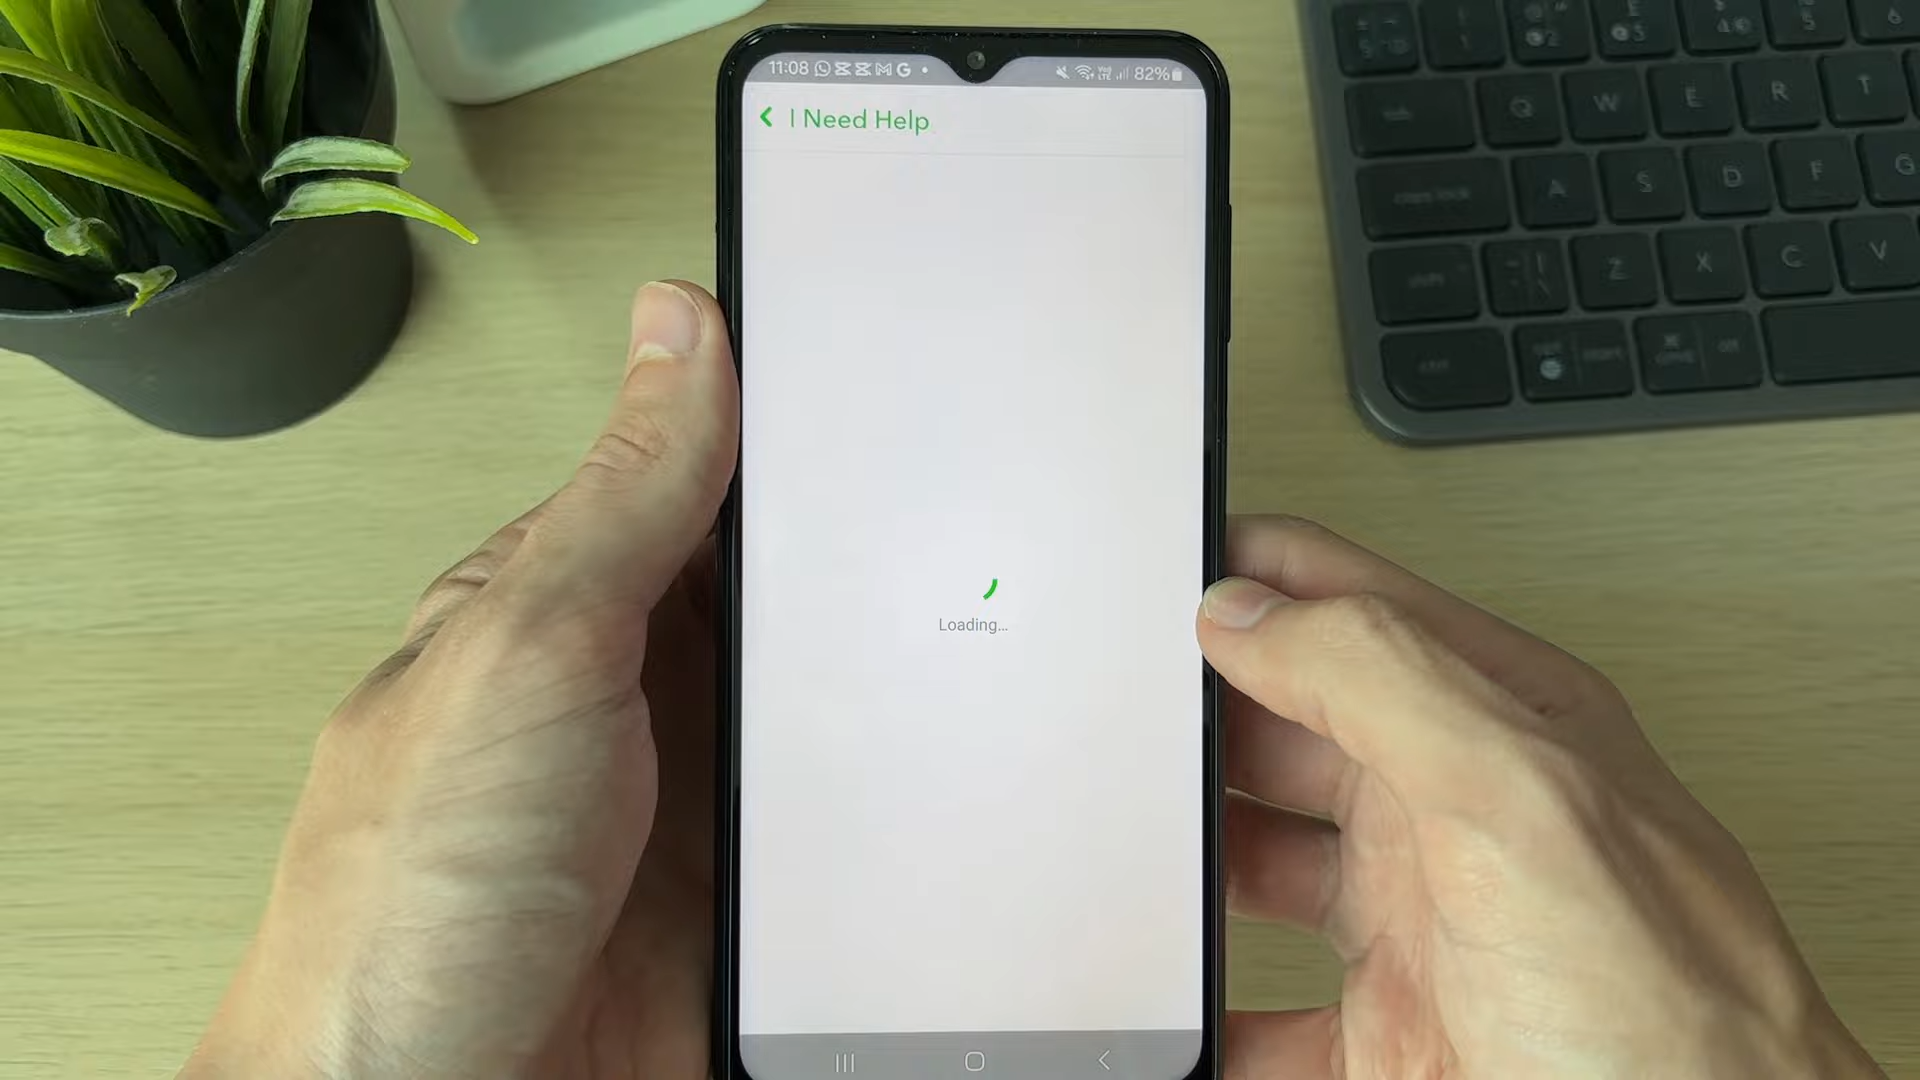 11:08 82%
I Need Help
Loading...
Q W E R T
A S D F G
Z X C V